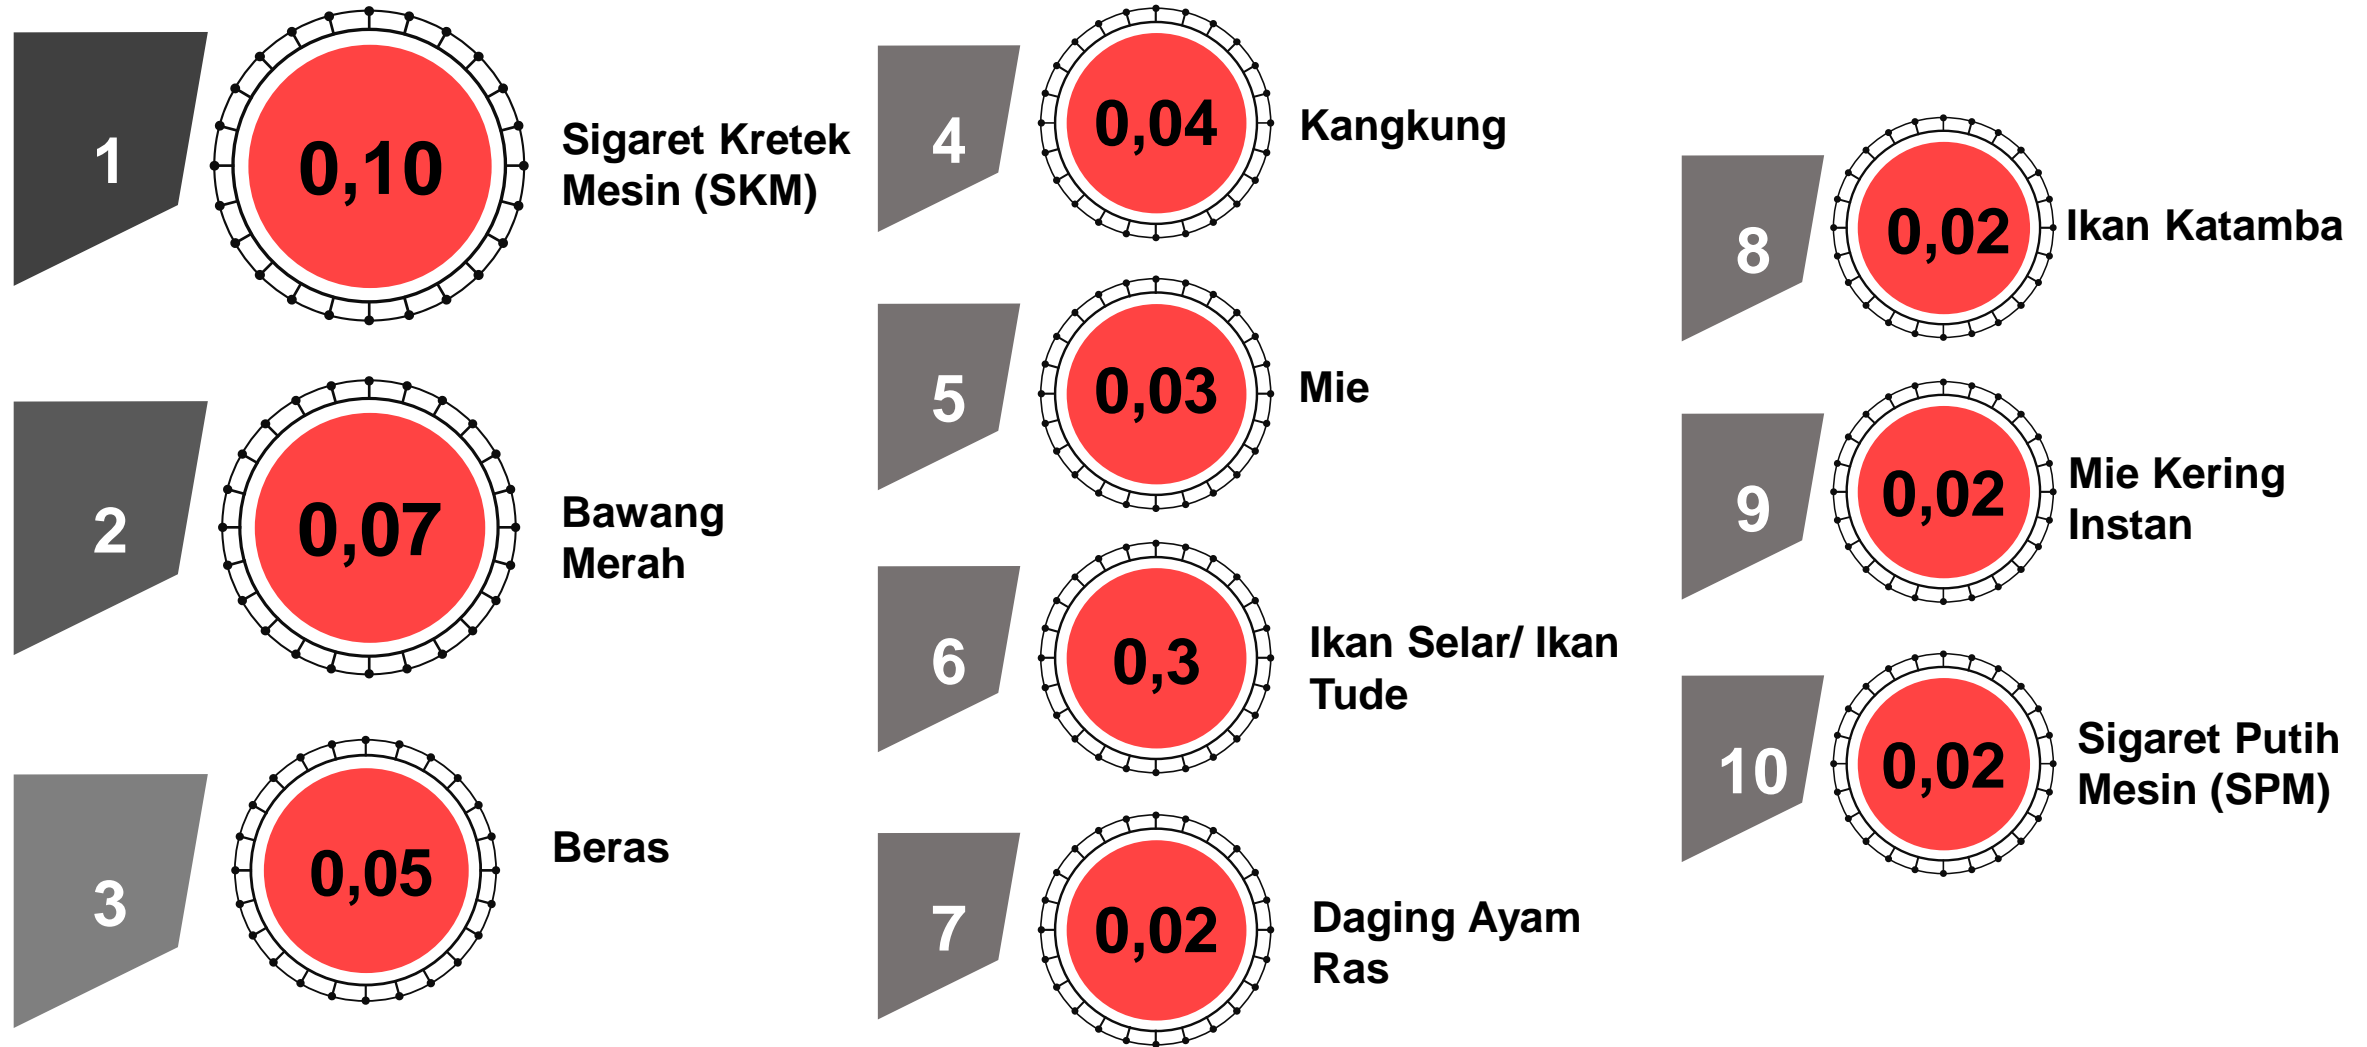 1
0,10
Sigaret Kretek
Mesin (SKM)
2
0,07
Bawang
Merah
3
0,05
Beras
4
0,04
Kangkung
5
0,03
Mie
6
0,3
Ikan Selar/ Ikan
Tude
7
0,02
Daging Ayam
Ras
8
0,02
Ikan Katamba
9
0,02
Mie Kering
Instan
10
0,02
Sigaret Putih
Mesin (SPM)